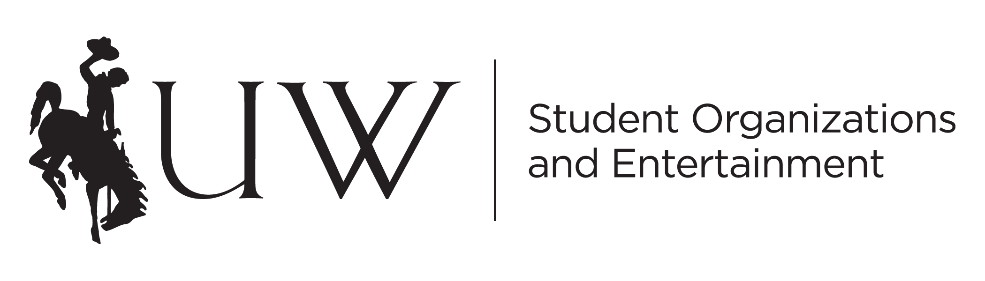 UW
Student Organizations
and Entertainment